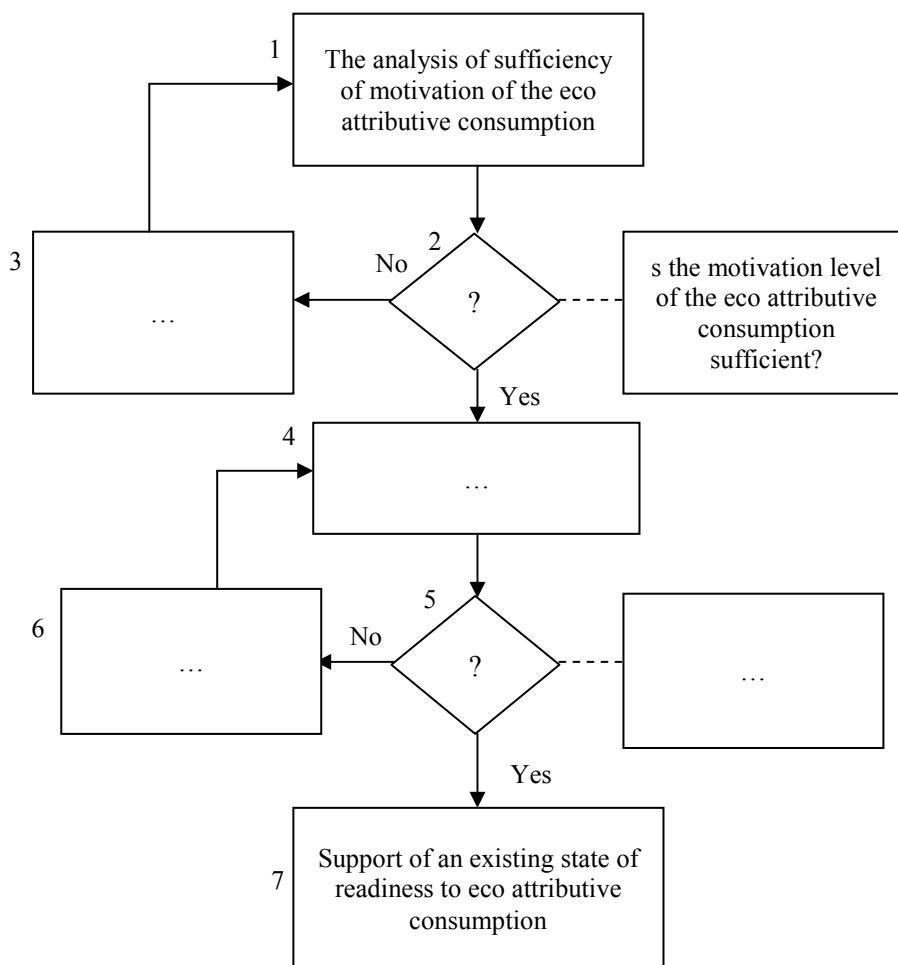 1
The analysis of sufficiency
of motivation of the eco
attributive consumption
2
No
?
s the motivation level
of the eco attributive
consumption
sufficient?
3
…
Yes
4
…
5
No
?
…
6
…
Yes
7
Support of an existing state of
readiness to eco attributive
consumption